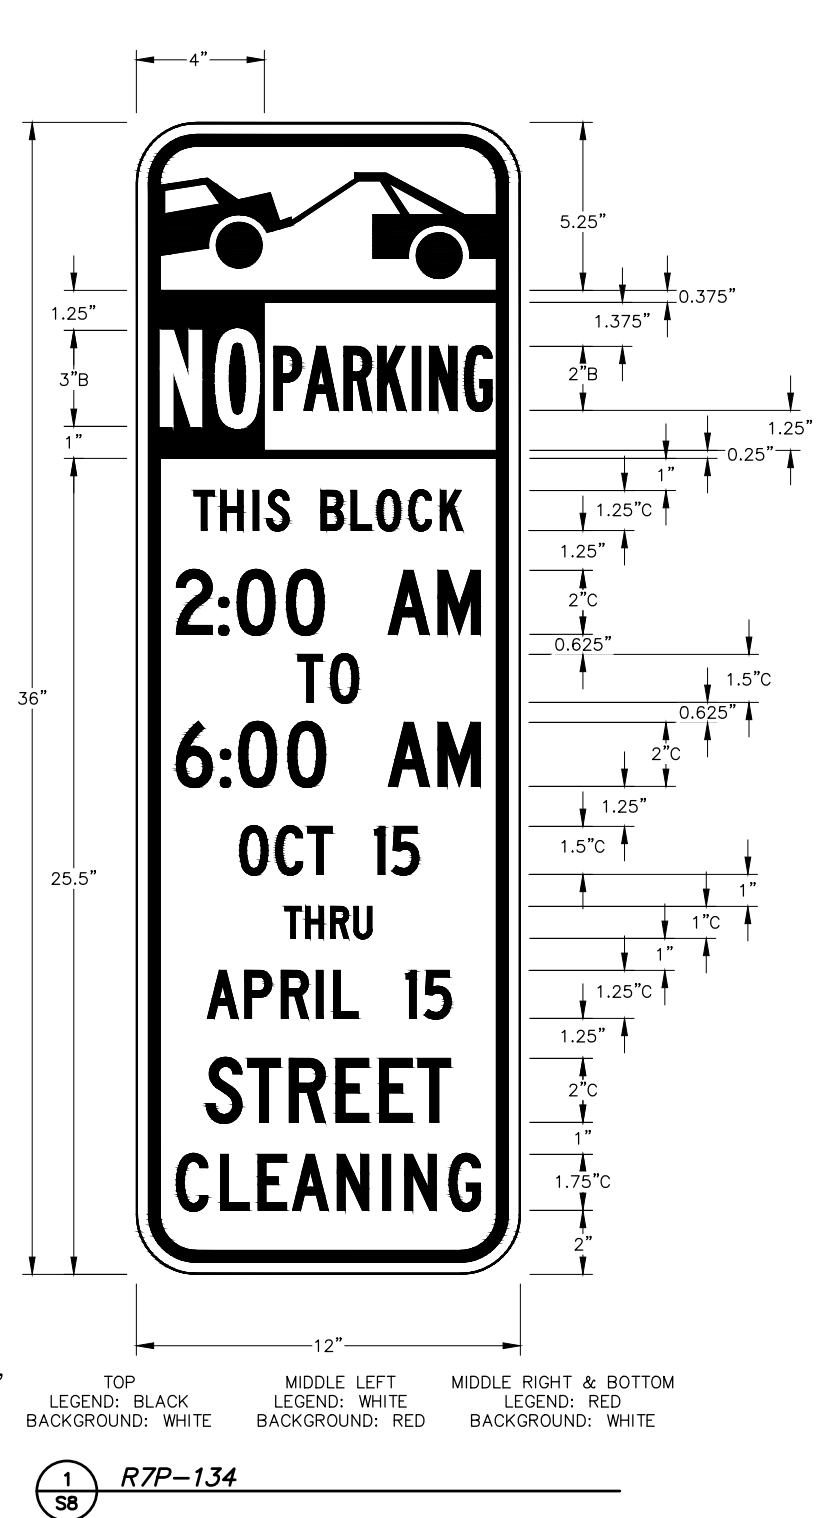 4”
5.25”
0.375”
1.25”
1.375”
3”B
2”B
1.25”
1”
0.25”
NO PARKING
1”
THIS BLOCK
1.25”C
1.25”
2:00 AM
2”C
0.625”
TO
1.5”C
36”
0.625”
6:00 AM
2”C
1.25”
OCT 15
1.5”C
25.5”
1”
THRU
1”C
1”
APRIL 15
1.25”C
1.25”
STREET
2”C
1”
CLEANING
1.75”C
2”
12”
TOP
LEGEND: BLACK
BACKGROUND: WHITE
MIDDLE LEFT
LEGEND: WHITE
BACKGROUND: RED
MIDDLE RIGHT & BOTTOM
LEGEND: RED
BACKGROUND: WHITE
1
S8
R7P-134